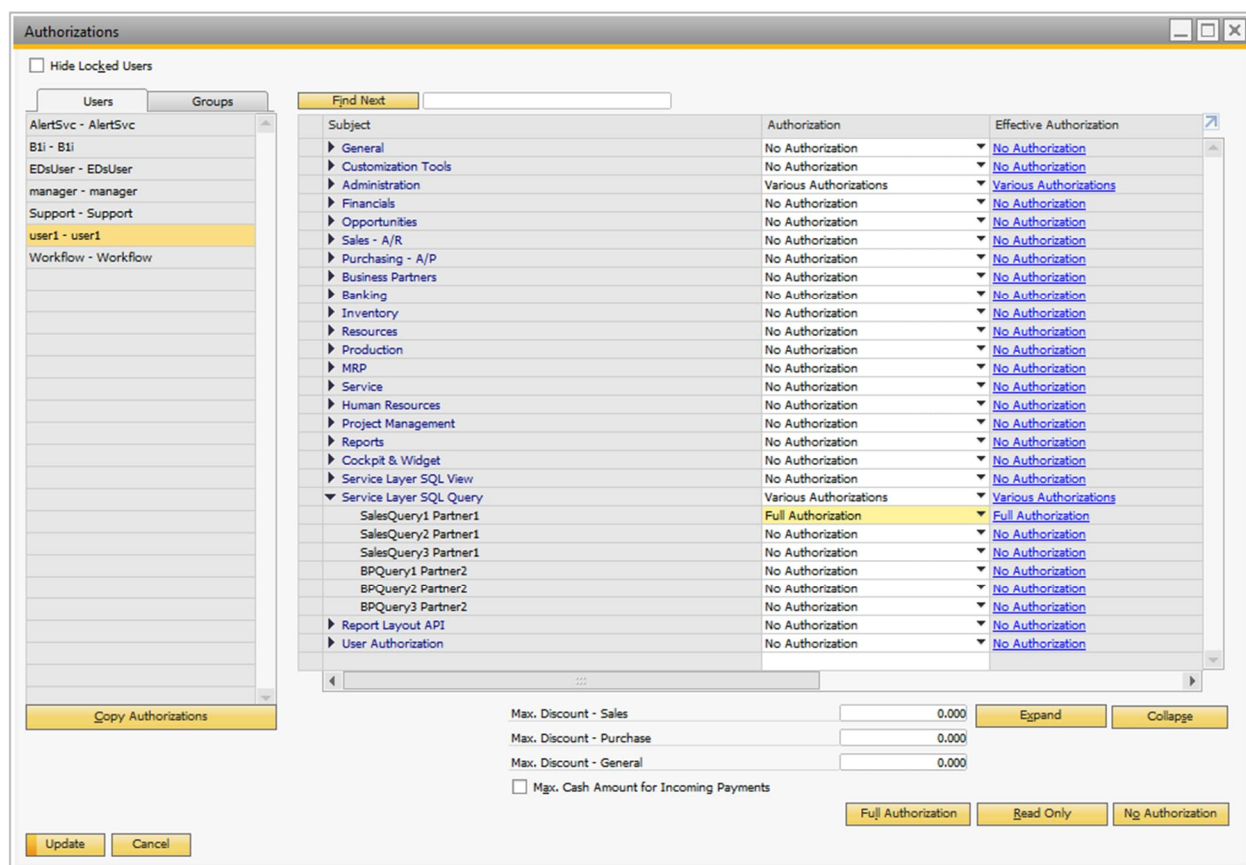 Authorizations
Hide Locked Users
Users Groups
Find Next
AlertSvc - AlertSvc
B1i - B1i
EDsUser - EDsUser
manager - manager
Support - Support
user1 - user1
Workflow - Workflow
Subject Authorization Effective Authorization
General No Authorization No Authorization
Customization Tools No Authorization No Authorization
Administration Various Authorizations Various Authorizations
Financials No Authorization No Authorization
Opportunities No Authorization No Authorization
Sales - A/R No Authorization No Authorization
Purchasing - A/P No Authorization No Authorization
Business Partners No Authorization No Authorization
Banking No Authorization No Authorization
Inventory No Authorization No Authorization
Resources No Authorization No Authorization
Production No Authorization No Authorization
MRP No Authorization No Authorization
Service No Authorization No Authorization
Human Resources No Authorization No Authorization
Project Management No Authorization No Authorization
Reports No Authorization No Authorization
Cockpit & Widget No Authorization No Authorization
Service Layer SQL View No Authorization No Authorization
Service Layer SQL Query Various Authorizations Various Authorizations
SalesQuery1 Partner1 Full Authorization Full Authorization
SalesQuery2 Partner1 No Authorization No Authorization
SalesQuery3 Partner1 No Authorization No Authorization
BPQuery1 Partner2 No Authorization No Authorization
BPQuery2 Partner2 No Authorization No Authorization
BPQuery3 Partner2 No Authorization No Authorization
Report Layout API No Authorization No Authorization
User Authorization No Authorization No Authorization
Copy Authorizations
Max. Discount - Sales 0.000 Expand Collapse
Max. Discount - Purchase 0.000
Max. Discount - General 0.000
Max. Cash Amount for Incoming Payments
Full Authorization Read Only No Authorization
Update Cancel